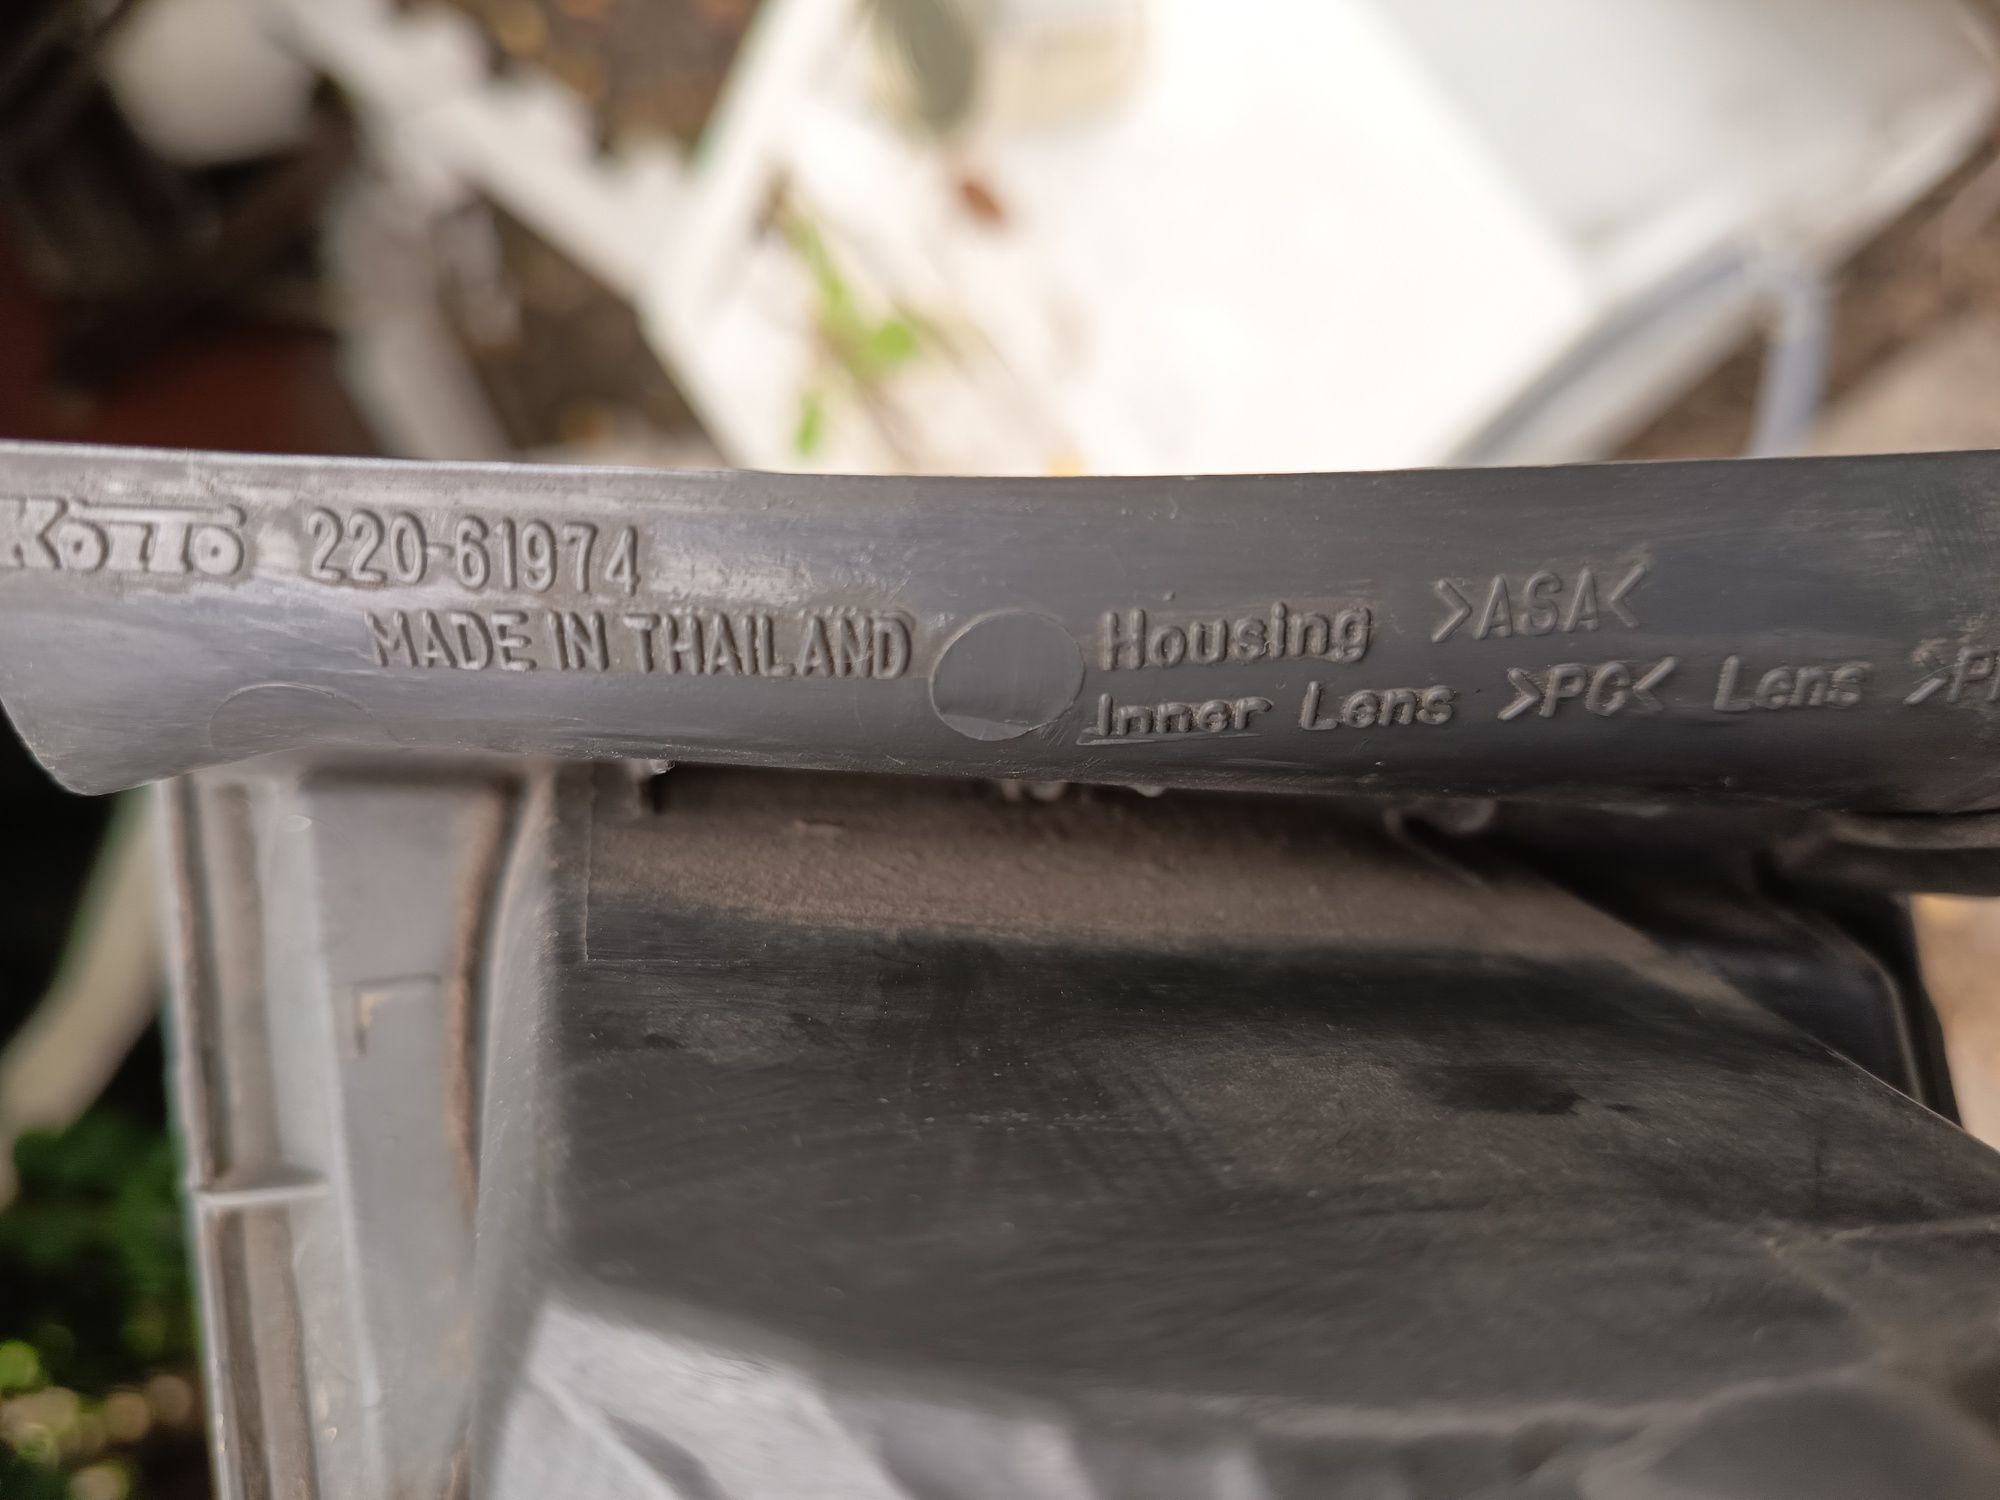 KOITO 220-61974
MADE IN THAILAND
Housing >ASA<
Inner Lens >PC< Lens